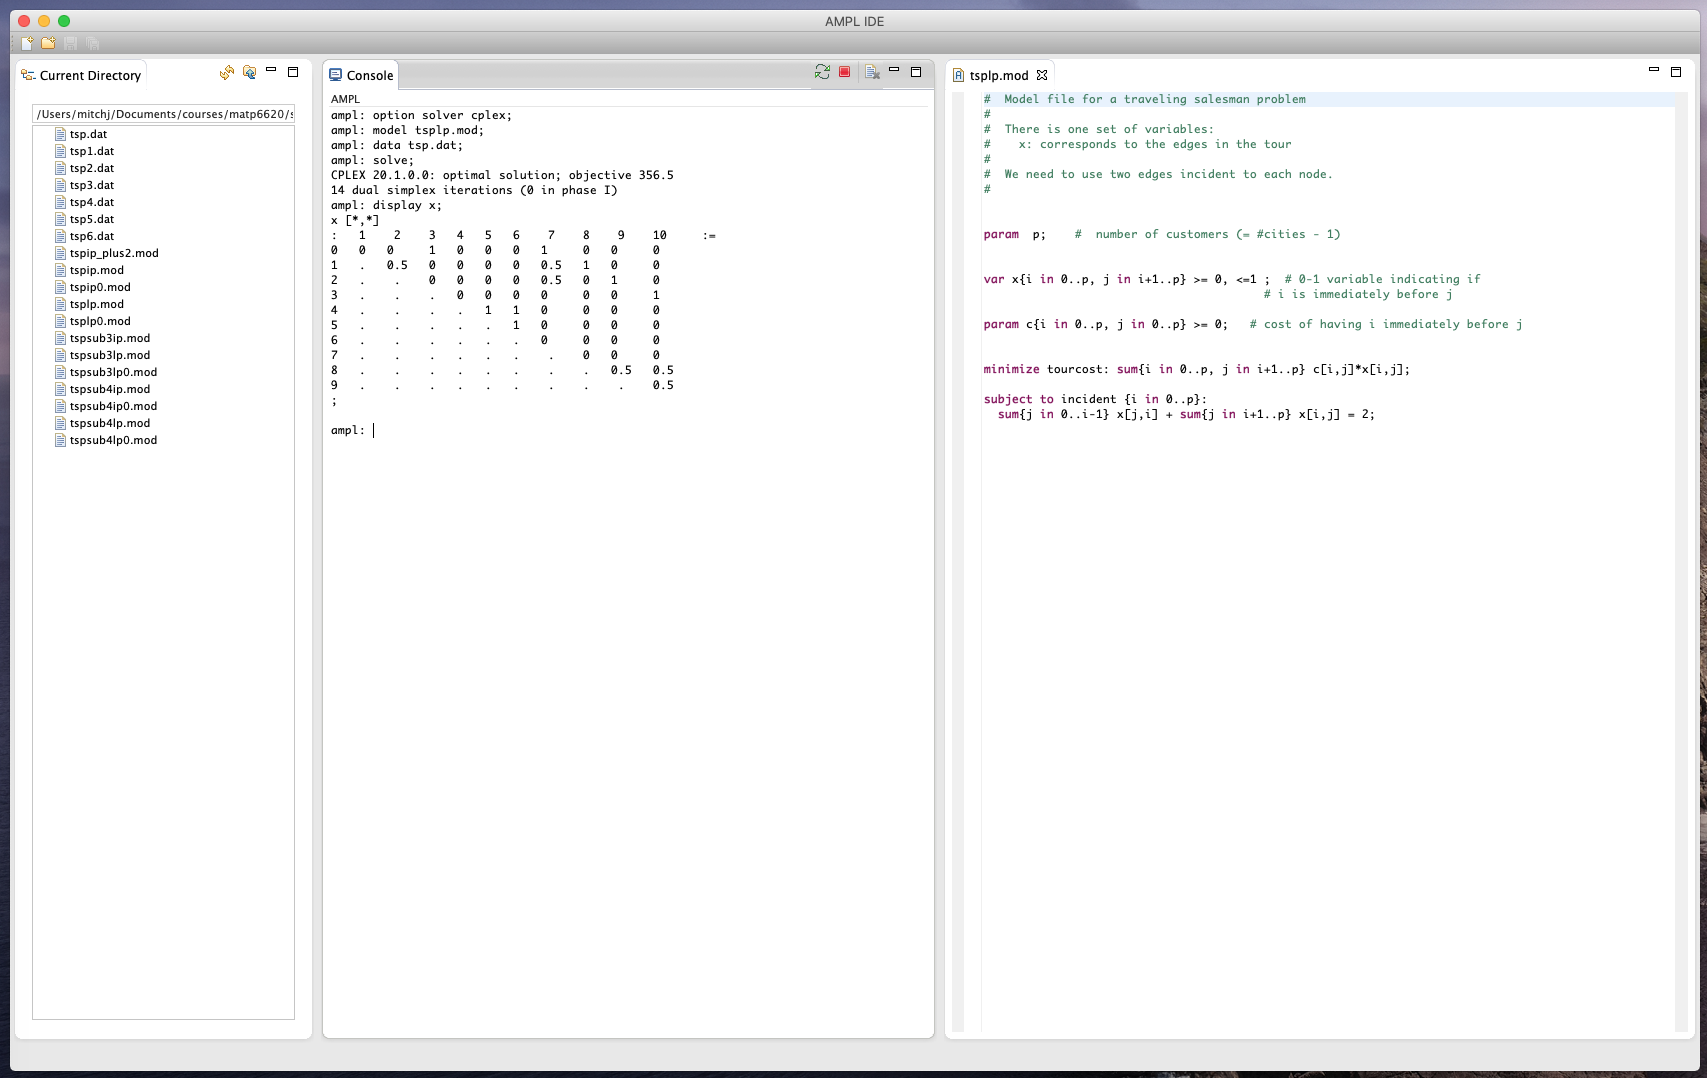 AMPL IDE
Current Directory
/Users/mitchj/Documents/courses/matp6620/s
tsp.dat
tsp1.dat
tsp2.dat
tsp3.dat
tsp4.dat
tsp5.dat
tsp6.dat
tspip_plus2.mod
tspip.mod
tspip0.mod
tsplp.mod
tsplp0.mod
tspsub3ip.mod
tspsub3lp.mod
tspsub3lp0.mod
tspsub4ip.mod
tspsub4ip0.mod
tspsub4lp.mod
tspsub4lp0.mod
Console
AMPL
ampl: option solver cplex;
ampl: model tsplp.mod;
ampl: data tsp.dat;
ampl: solve;
CPLEX 20.1.0.0: optimal solution; objective 356.5
14 dual simplex iterations (0 in phase I)
ampl: display x;
x [*,*]
:   1    2    3   4   5   6    7    8    9    10     :=
0   0   0     1   0   0   0   1     0   0     0
1   .   0.5   0   0   0   0   0.5   1   0     0
2   .    .    0   0   0   0   0.5   0   1     0
3   .    .    .   0   0   0   0     0   0     1
4   .    .    .   .   1   1   0     0   0     0
5   .    .    .   .   .   1   0     0   0     0
6   .    .    .   .   .   .   0     0   0     0
7   .    .    .   .   .   .    .    0   0     0
8   .    .    .   .   .   .    .    .   0.5   0.5
9   .    .    .   .   .   .    .    .    .    0.5
;
ampl:
tsplp.mod
#  Model file for a traveling salesman problem
#
#  There is one set of variables:
#    x: corresponds to the edges in the tour
#
#  We need to use two edges incident to each node.
#
param  p;    #  number of customers (= #cities - 1)
var x{i in 0..p, j in i+1..p} >= 0, <=1 ;  # 0-1 variable indicating if
# i is immediately before j
param c{i in 0..p, j in 0..p} >= 0;   # cost of having i immediately before j
minimize tourcost: sum{i in 0..p, j in i+1..p} c[i,j]*x[i,j];
subject to incident {i in 0..p}:
sum{j in 0..i-1} x[j,i] + sum{j in i+1..p} x[i,j] = 2;